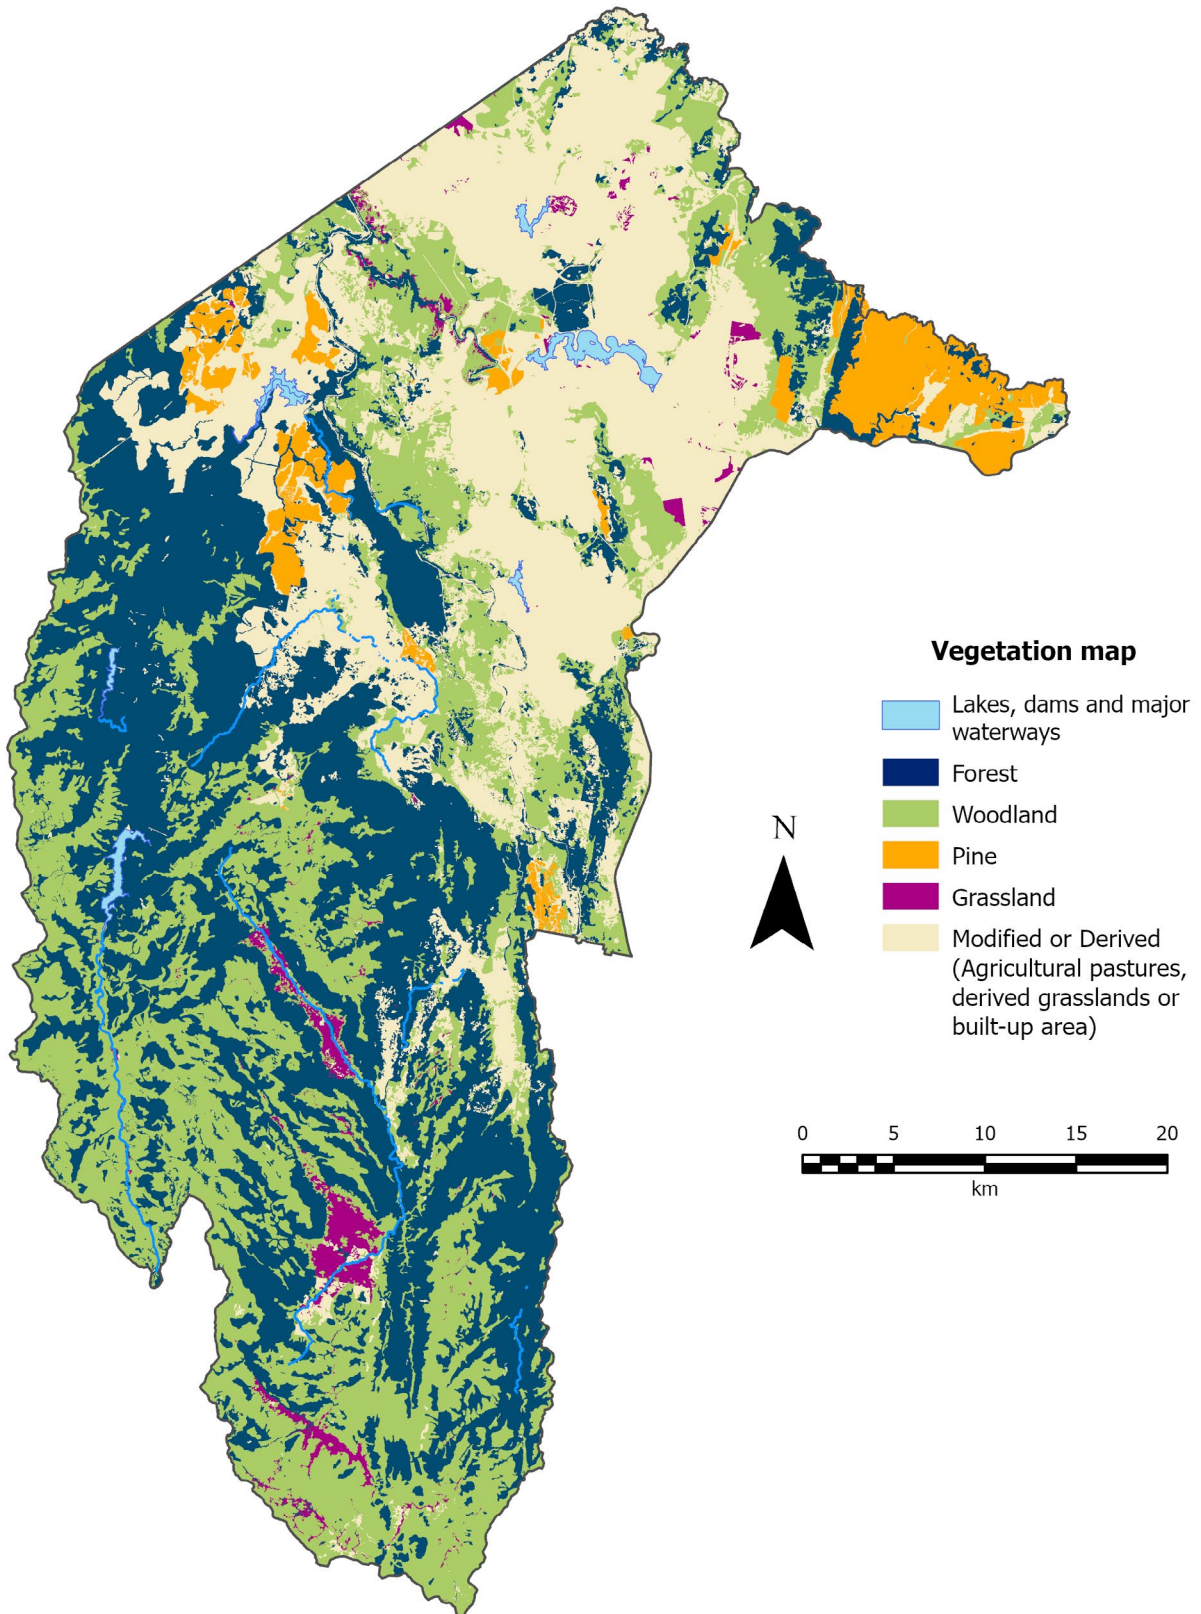 Vegetation map
Lakes, dams and major
waterways
Forest
Woodland
Pine
Grassland
Modified or Derived
(Agricultural pastures,
derived grasslands or
built-up area)
N
0 5 10 15 20
km